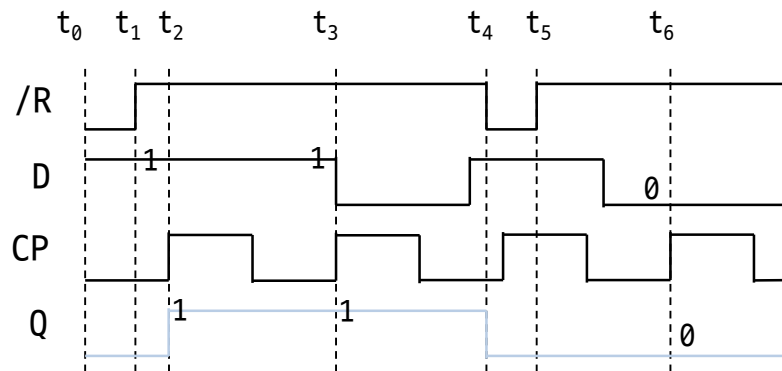 t₀ t₁ t₂ t₃ t₄ t₅ t₆
/R
D 1 1 0
CP
Q 1 1 0